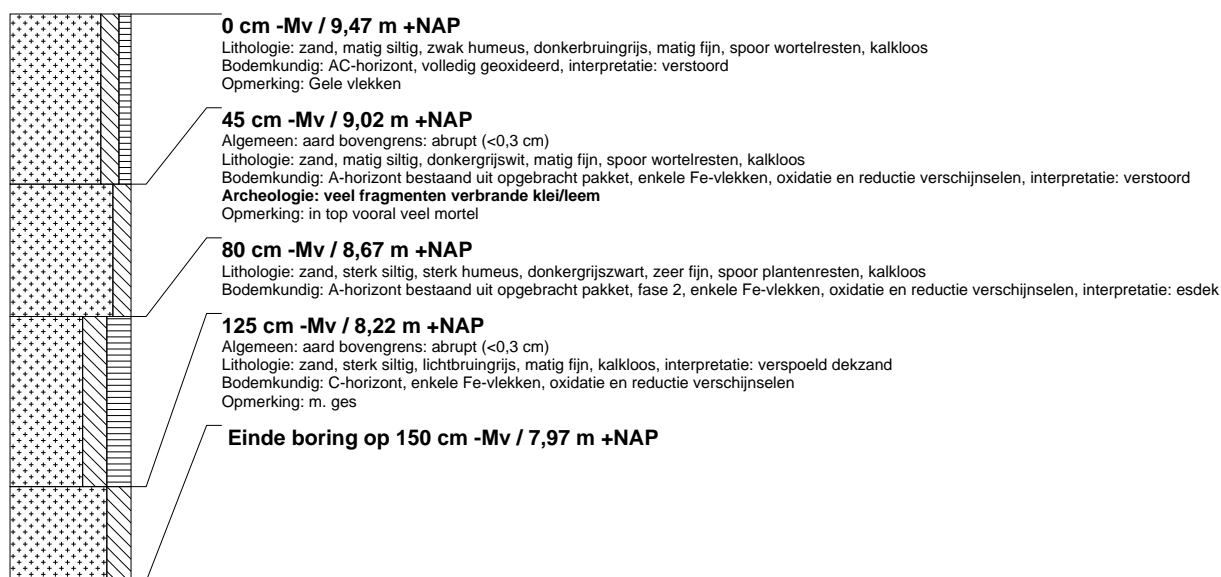 0 cm -Mv / 9,47 m +NAP
Lithologie: zand, matig siltig, zwak humeus, donkerbruingrijs, matig fijn, spoor wortelresten, kalkloos
Bodemkundig: AC-horizont, volledig geoxideerd, interpretatie: verstoord
Opmerking: Gele vlekken
45 cm -Mv / 9,02 m +NAP
Algemeen: aard bovengrens: abrupt (<0,3 cm)
Lithologie: zand, matig siltig, donkergrijswit, matig fijn, spoor wortelresten, kalkloos
Bodemkundig: A-horizont bestaand uit opgebracht pakket, enkele Fe-vlekken, oxidatie en reductie verschijnselen, interpretatie: verstoord
Archeologie: veel fragmenten verbrande klei/leem
Opmerking: in top vooral veel mortel
80 cm -Mv / 8,67 m +NAP
Lithologie: zand, sterk siltig, sterk humeus, donkergrijszwart, zeer fijn, spoor plantenresten, kalkloos
Bodemkundig: A-horizont bestaand uit opgebracht pakket, fase 2, enkele Fe-vlekken, oxidatie en reductie verschijnselen, interpretatie: esdek
125 cm -Mv / 8,22 m +NAP
Algemeen: aard bovengrens: abrupt (<0,3 cm)
Lithologie: zand, sterk siltig, lichtbruingrijs, matig fijn, kalkloos, interpretatie: verspoeld dekzand
Bodemkundig: C-horizont, enkele Fe-vlekken, oxidatie en reductie verschijnselen
Opmerking: m. ges
Einde boring op 150 cm -Mv / 7,97 m +NAP